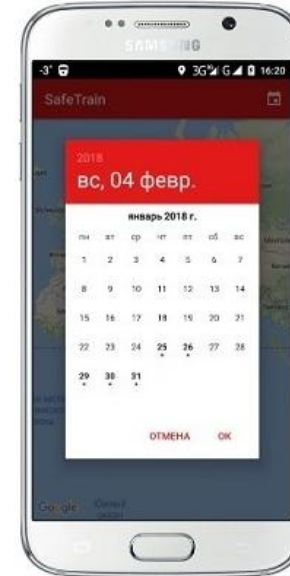 SAMSUNG
-3° 3G G 16:20
SafeTrain
2018
вс, 04 февр.
январь 2018 г.
пн вт ср чт пт сб вс
1 2 3 4 5 6 7
8 9 10 11 12 13 14
15 16 17 18 19 20 21
22 23 24 25 26 27 28
29 30 31
ОТМЕНА ОК
Google